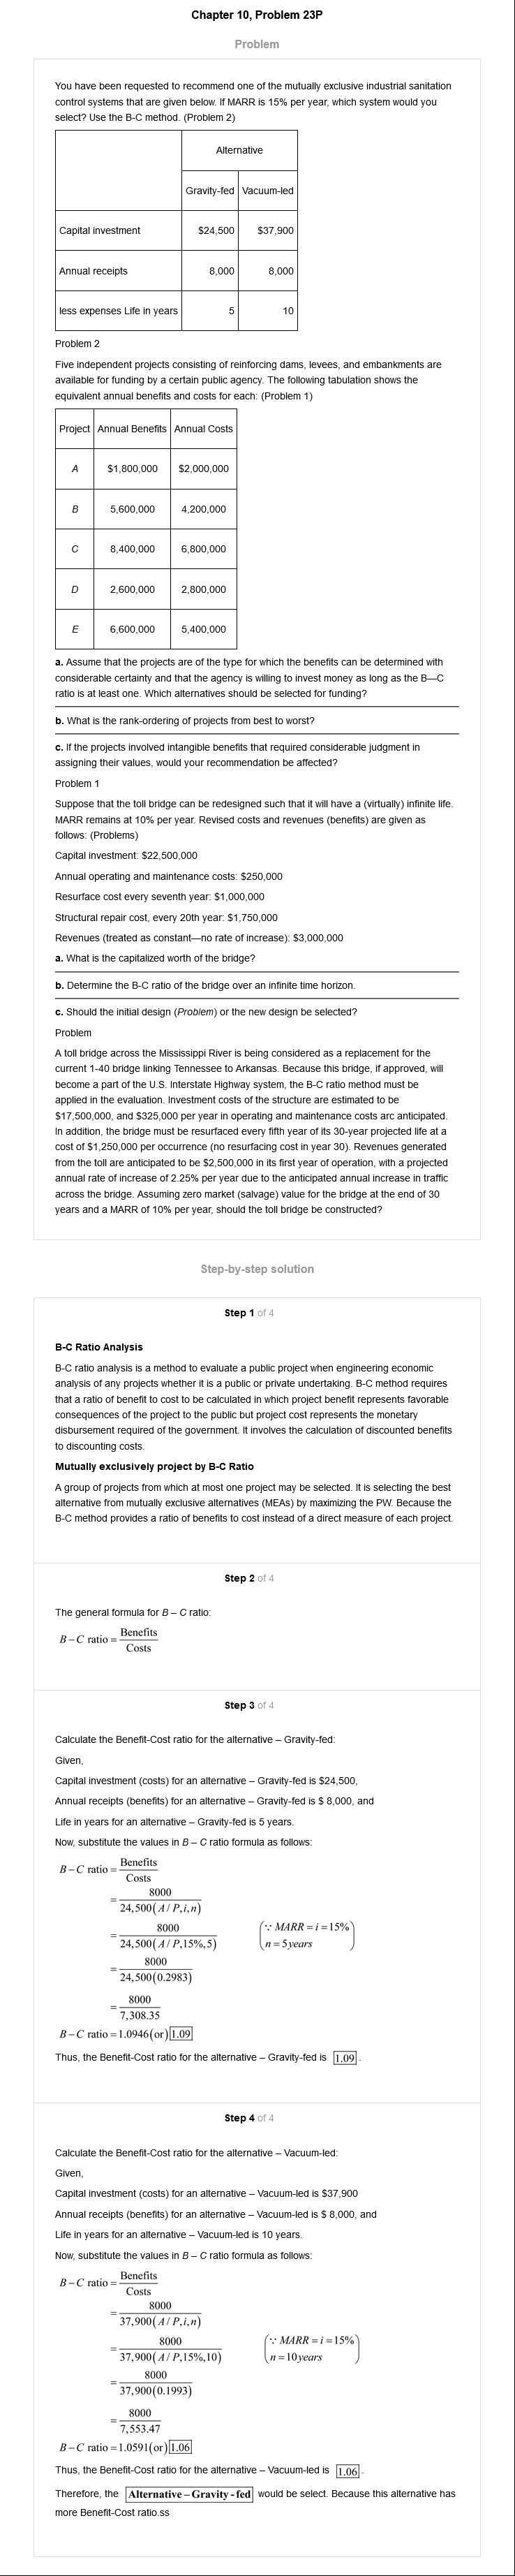 Chapter 10, Problem 23P
Problem
You have been requested to recommend one of the mutually exclusive industrial sanitation
control systems that are given below. If MARR is 15% per year, which system would you
select? Use the B-C method. (Problem 2)
Alternative
Gravity-fed Vacuum-led
Capital investment $24,500 $37,900
Annual receipts 8,000 8,000
less expenses Life in years 5 10
Problem 2
Five independent projects consisting of reinforcing dams, levees, and embankments are
available for funding by a certain public agency. The following tabulation shows the
equivalent annual benefits and costs for each: (Problem 1)
Project Annual Benefits Annual Costs
A $1,800,000 $2,000,000
B 5,600,000 4,200,000
C 8,400,000 6,800,000
D 2,600,000 2,800,000
E 6,600,000 5,400,000
a. Assume that the projects are of the type for which the benefits can be determined with
considerable certainty and that the agency is willing to invest money as long as the B—C
ratio is at least one. Which alternatives should be selected for funding?
b. What is the rank-ordering of projects from best to worst?
c. If the projects involved intangible benefits that required considerable judgment in
assigning their values, would your recommendation be affected?
Problem 1
Suppose that the toll bridge can be redesigned such that it will have a (virtually) infinite life.
MARR remains at 10% per year. Revised costs and revenues (benefits) are given as
follows: (Problems)
Capital investment: $22,500,000
Annual operating and maintenance costs: $250,000
Resurface cost every seventh year: $1,000,000
Structural repair cost, every 20th year: $1,750,000
Revenues (treated as constant—no rate of increase): $3,000,000
a. What is the capitalized worth of the bridge?
b. Determine the B-C ratio of the bridge over an infinite time horizon.
c. Should the initial design (Problem) or the new design be selected?
Problem
A toll bridge across the Mississippi River is being considered as a replacement for the
current 1-40 bridge linking Tennessee to Arkansas. Because this bridge, if approved, will
become a part of the U.S. Interstate Highway system, the B-C ratio method must be
applied in the evaluation. Investment costs of the structure are estimated to be
$17,500,000, and $325,000 per year in operating and maintenance costs arc anticipated.
In addition, the bridge must be resurfaced every fifth year of its 30-year projected life at a
cost of $1,250,000 per occurrence (no resurfacing cost in year 30). Revenues generated
from the toll are anticipated to be $2,500,000 in its first year of operation, with a projected
annual rate of increase of 2.25% per year due to the anticipated annual increase in traffic
across the bridge. Assuming zero market (salvage) value for the bridge at the end of 30
years and a MARR of 10% per year, should the toll bridge be constructed?
Step-by-step solution
Step 1 of 4
B-C Ratio Analysis
B-C ratio analysis is a method to evaluate a public project when engineering economic
analysis of any projects whether it is a public or private undertaking. B-C method requires
that a ratio of benefit to cost to be calculated in which project benefit represents favorable
consequences of the project to the public but project cost represents the monetary
disbursement required of the government. It involves the calculation of discounted benefits
to discounting costs.
Mutually exclusively project by B-C Ratio
A group of projects from which at most one project may be selected. It is selecting the best
alternative from mutually exclusive alternatives (MEAs) by maximizing the PW. Because the
B-C method provides a ratio of benefits to cost instead of a direct measure of each project.
Step 2 of 4
The general formula for B – C ratio:
B – C ratio = Benefits / Costs
Step 3 of 4
Calculate the Benefit-Cost ratio for the alternative – Gravity-fed:
Given,
Capital investment (costs) for an alternative – Gravity-fed is $24,500,
Annual receipts (benefits) for an alternative – Gravity-fed is $ 8,000, and
Life in years for an alternative – Gravity-fed is 5 years.
Now, substitute the values in B – C ratio formula as follows:
B – C ratio = Benefits / Costs
= 8000 / 24,500(A / P,i,n)
= 8000 / 24,500(A / P,15%,5) (∵ MARR = i = 15% n = 5years)
= 8000 / 24,500(0.2983)
= 8000 / 7,308.35
B – C ratio = 1.0946(or)1.09
Thus, the Benefit-Cost ratio for the alternative – Gravity-fed is 1.09.
Step 4 of 4
Calculate the Benefit-Cost ratio for the alternative – Vacuum-led:
Given,
Capital investment (costs) for an alternative – Vacuum-led is $37,900
Annual receipts (benefits) for an alternative – Vacuum-led is $ 8,000, and
Life in years for an alternative – Vacuum-led is 10 years.
Now, substitute the values in B – C ratio formula as follows:
B – C ratio = Benefits / Costs
= 8000 / 37,900(A / P,i,n)
= 8000 / 37,900(A / P,15%,10) (∵ MARR = i = 15% n = 10years)
= 8000 / 37,900(0.1993)
= 8000 / 7,553.47
B – C ratio = 1.0591(or)1.06
Thus, the Benefit-Cost ratio for the alternative – Vacuum-led is 1.06.
Therefore, the Alternative – Gravity - fed would be select. Because this alternative has
more Benefit-Cost ratio.ss